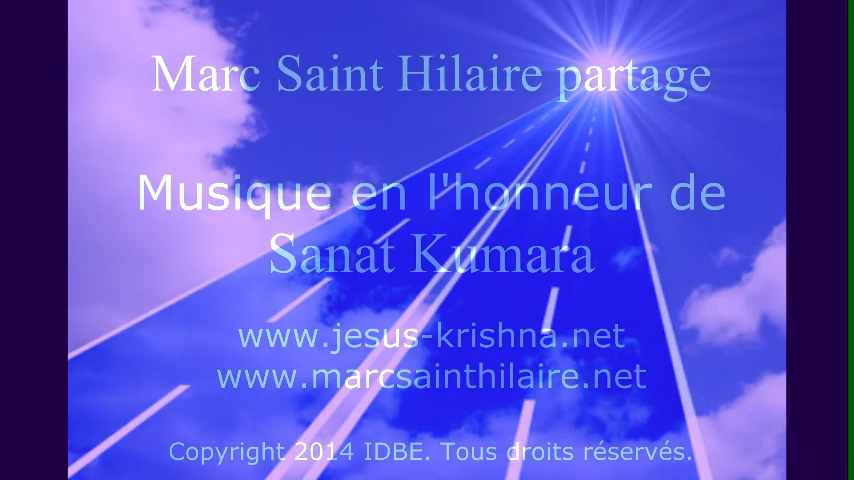 Marc Saint Hilaire partage
Musique en l'honneur de
Sanat Kumara
www.jesus-krishna.net
www.marcsainthilaire.net
Copyright 2014 IDBE. Tous droits réservés.